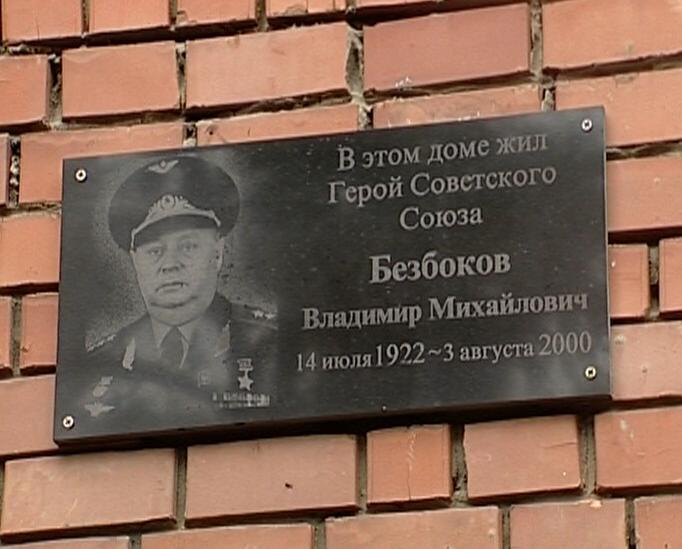 В этом доме жил
Герой Советского
Союза
Безбоков
Владимир Михайлович
14 июля 1922 ~ 3 августа 2000